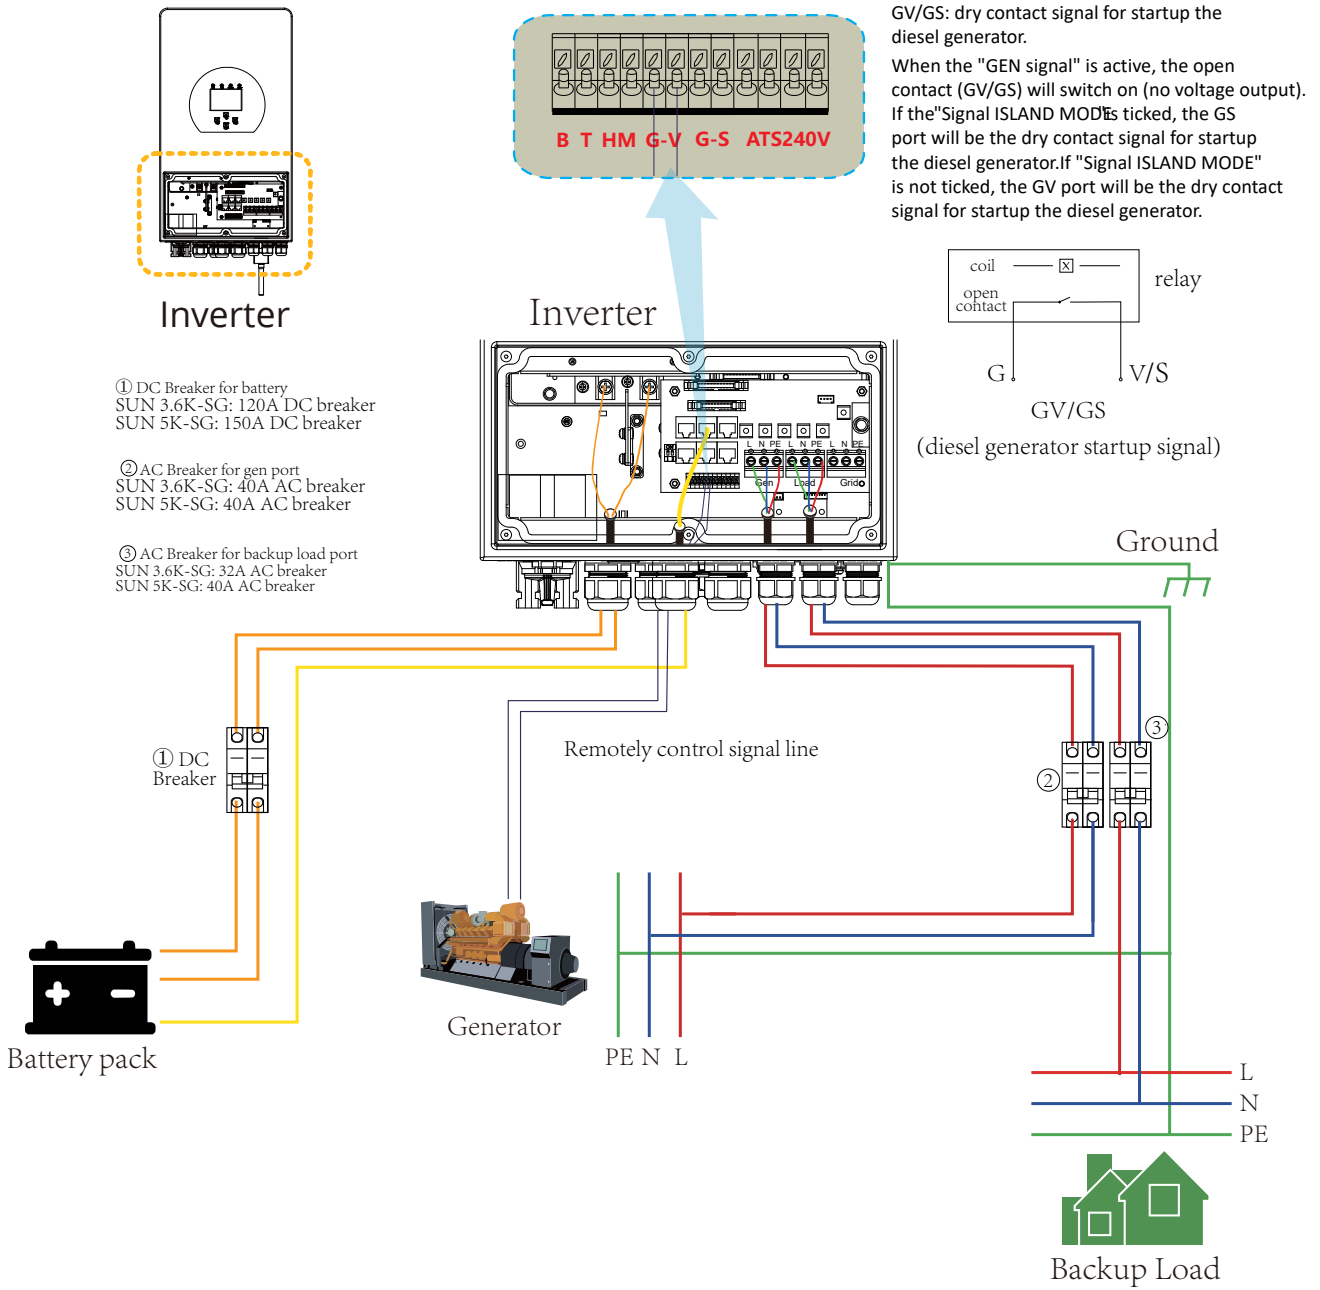 GV/GS: dry contact signal for startup the
diesel generator.
When the "GEN signal" is active, the open
contact (GV/GS) will switch on (no voltage output).
If the"Signal ISLAND MODE"is ticked, the GS
port will be the dry contact signal for startup
the diesel generator.If "Signal ISLAND MODE"
is not ticked, the GV port will be the dry contact
signal for startup the diesel generator.
B T HM G-V G-S ATS240V
coil
open
contact
relay
G V/S
GV/GS
(diesel generator startup signal)
Inverter
Inverter
① DC Breaker for battery
SUN 3.6K-SG: 120A DC breaker
SUN 5K-SG: 150A DC breaker
② AC Breaker for gen port
SUN 3.6K-SG: 40A AC breaker
SUN 5K-SG: 40A AC breaker
③ AC Breaker for backup load port
SUN 3.6K-SG: 32A AC breaker
SUN 5K-SG: 40A AC breaker
L N PE L N PE L N PE
Gen Load Grid
Ground
① DC
Breaker
Remotely control signal line
②
③
Battery pack
Generator
PE N L
L
N
PE
Backup Load